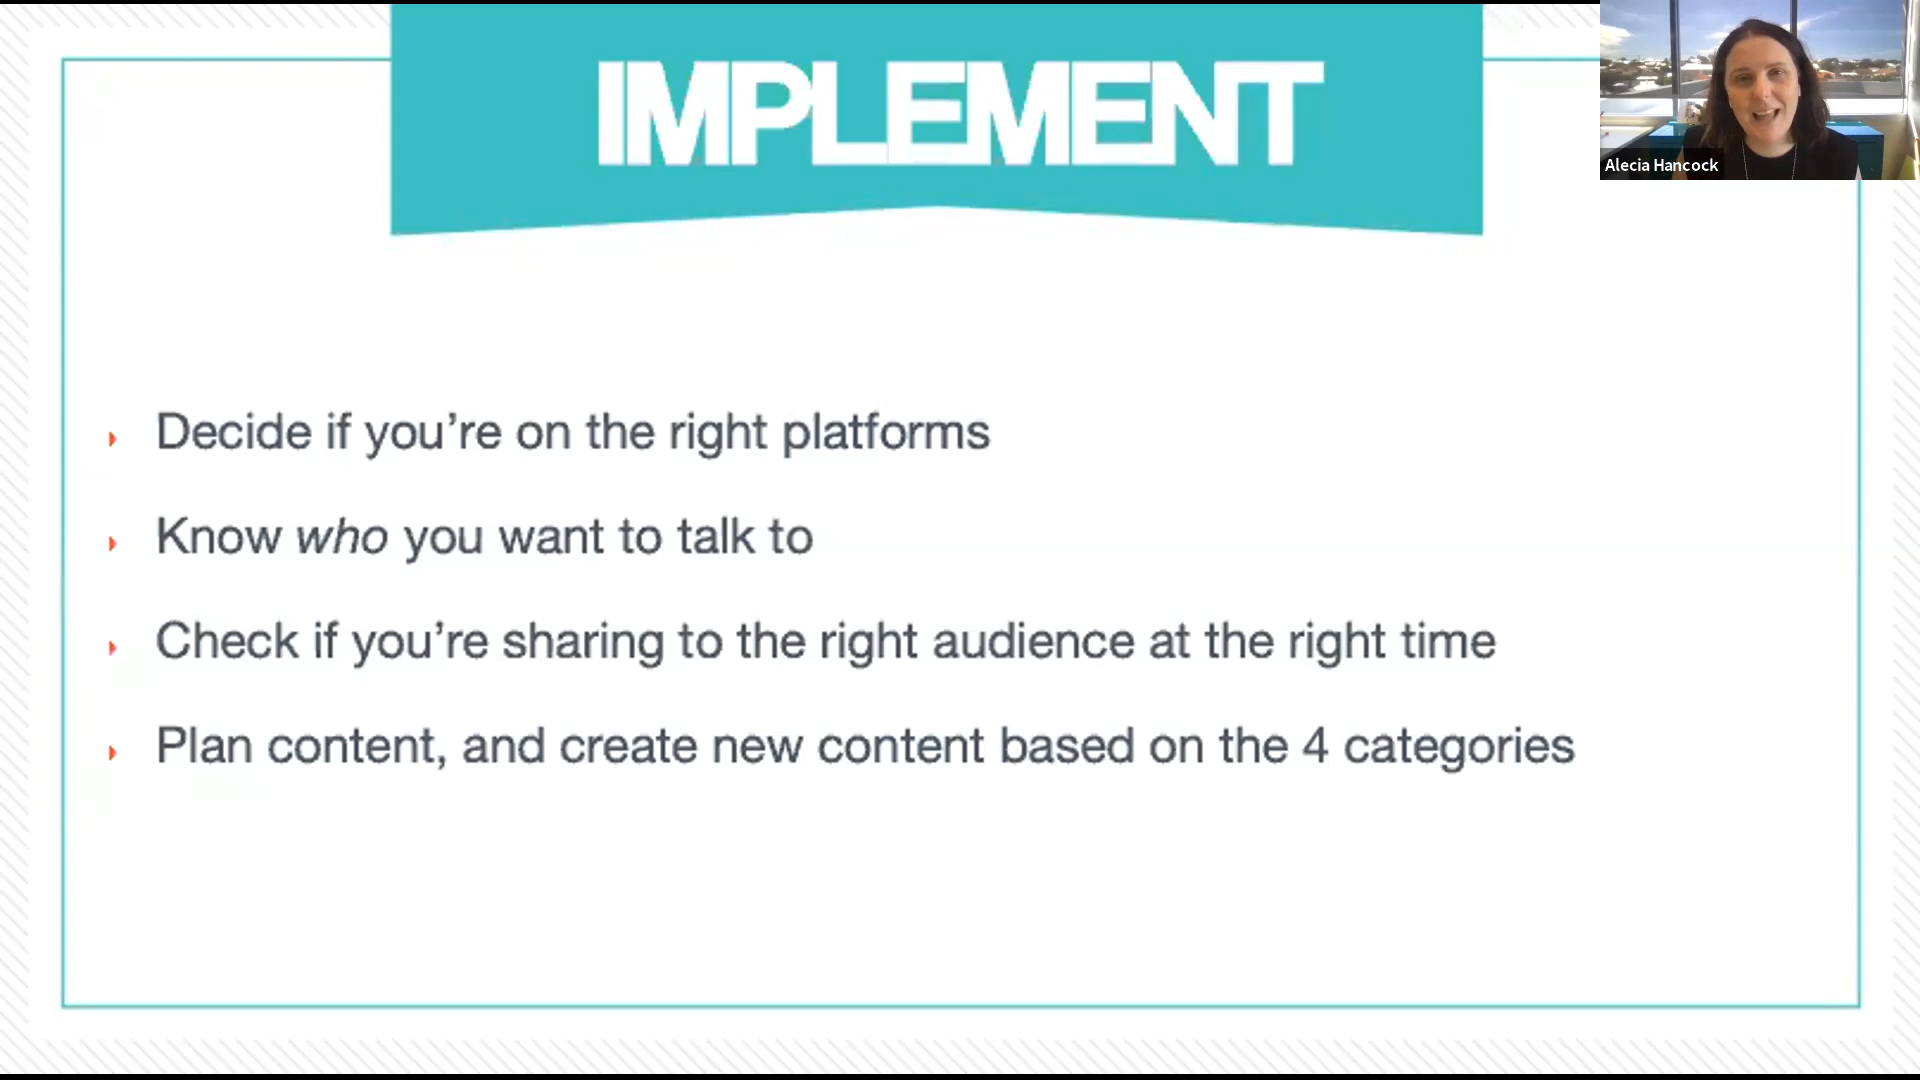 IMPLEMENT
Alecia Hancock
Decide if you’re on the right platforms
Know who you want to talk to
Check if you’re sharing to the right audience at the right time
Plan content, and create new content based on the 4 categories